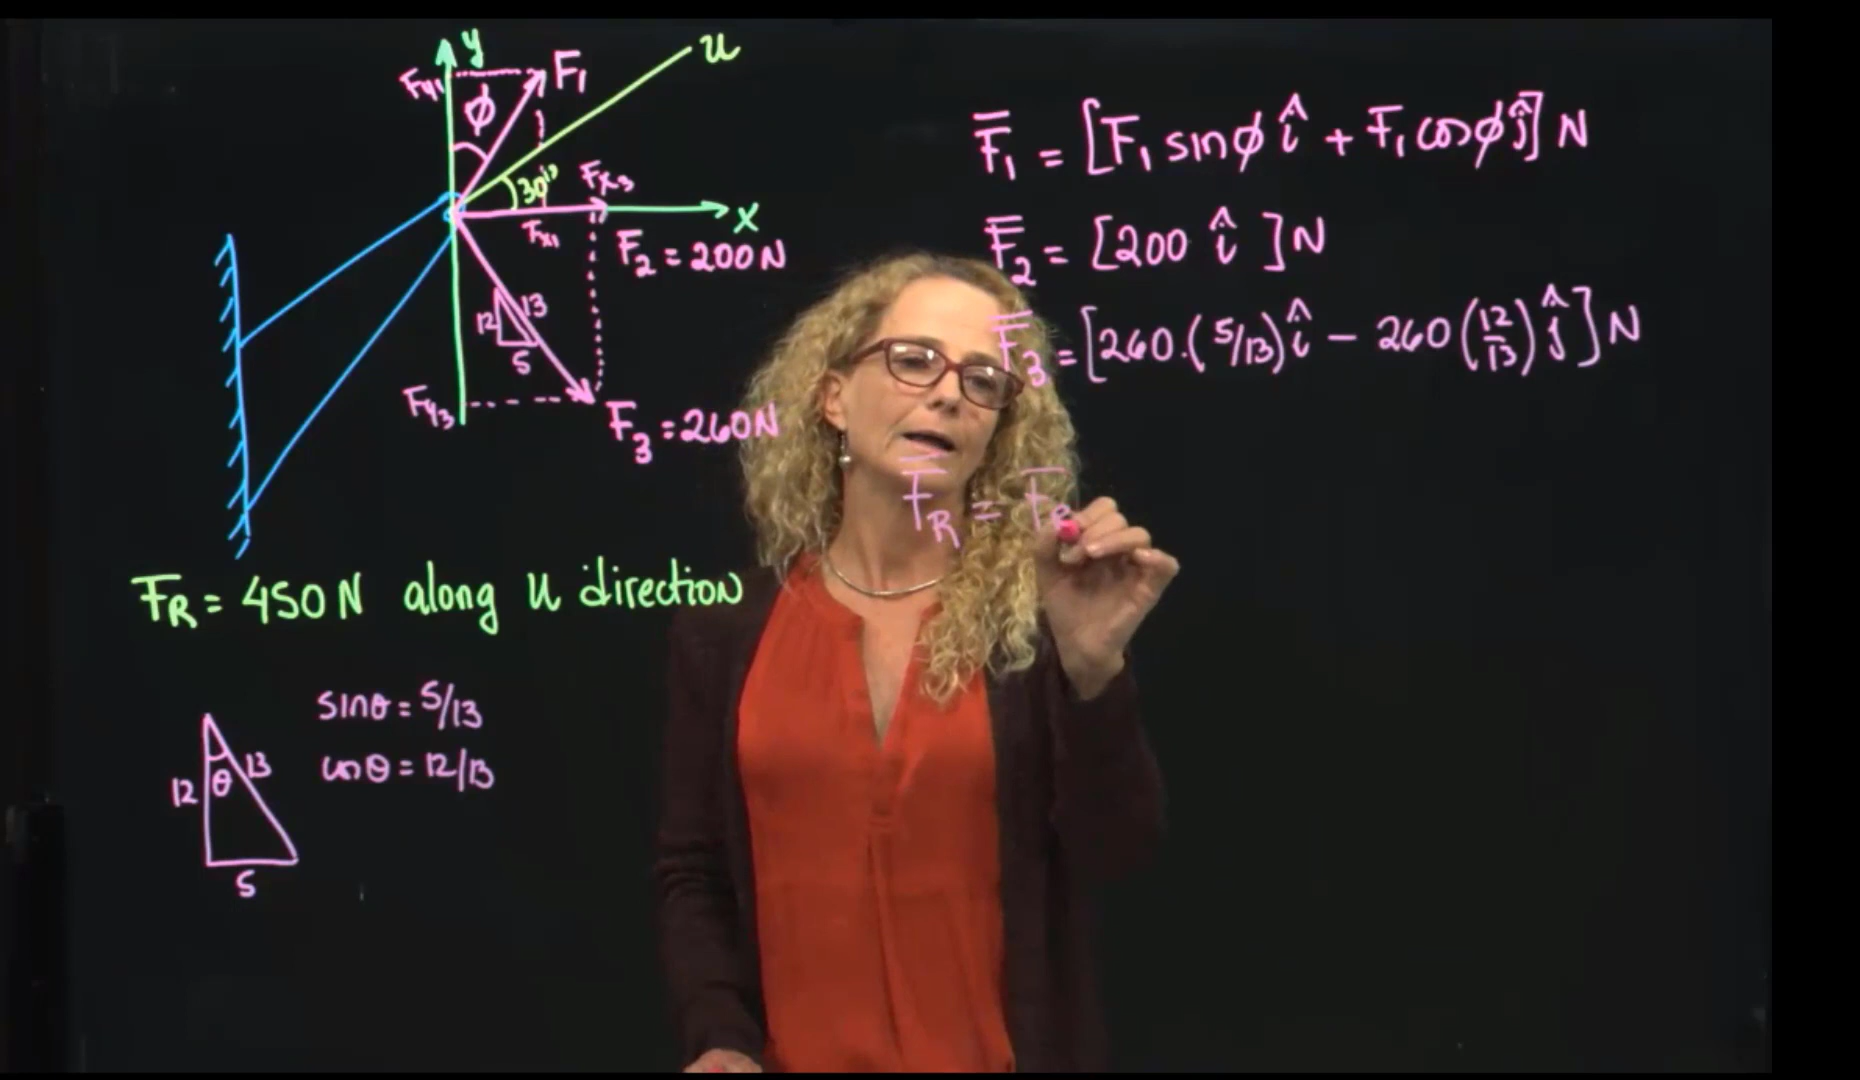 y
u
F₁
Fy₁
ϕ
30°
Fx₃
x
Fx₁
F₂ = 200N
13
12
5
Fy₃
F₃ = 260N
F̅₁ = [F₁ sinϕ î + F₁ cosϕ ĵ] N
F̅₂ = [200 î ] N
F̅₃ = [260.(5/13) î – 260 (12/13) ĵ ] N
F̅R = F̅R
FR = 450N along u direction
sinθ = 5/13
cosθ = 12/13
12
θ
13
5